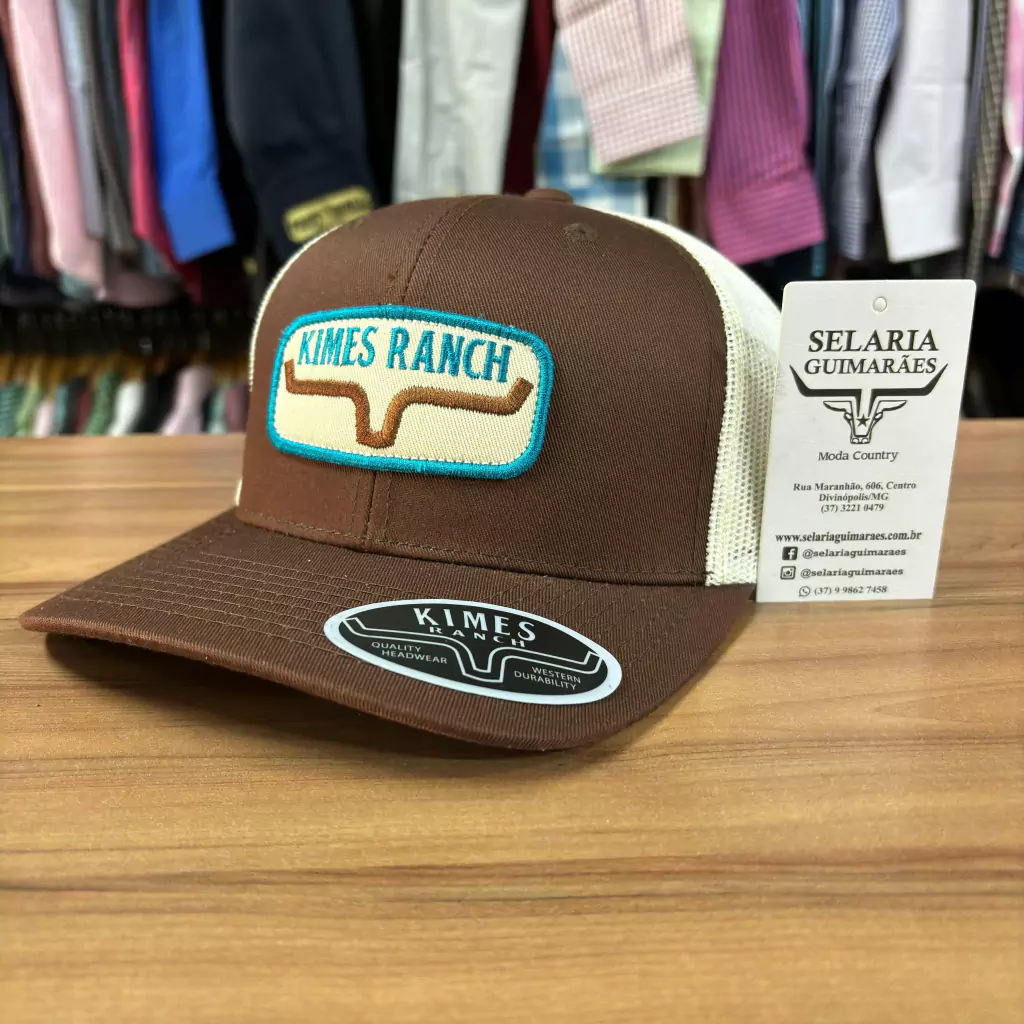 KIMES RANCH
KIMES
RANCH
QUALITY
HEADWEAR
WESTERN
DURABILITY
SELARIA
GUIMARÃES
Moda Country
Rua Maranhão, 606, Centro
Divinópolis/MG
(37) 3221 0479
www.selariaguimaraes.com.br
@selariaguimaraes
@selariaguimaraes
(37) 9 9862 7458